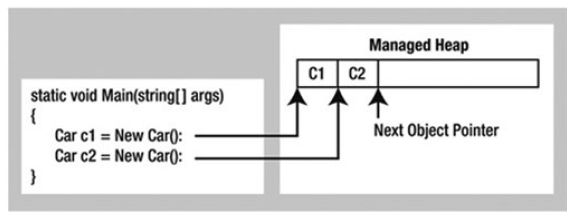 static void Main(string[] args)
{
Car c1 = New Car():
Car c2 = New Car():
}
Managed Heap
C1 C2
Next Object Pointer